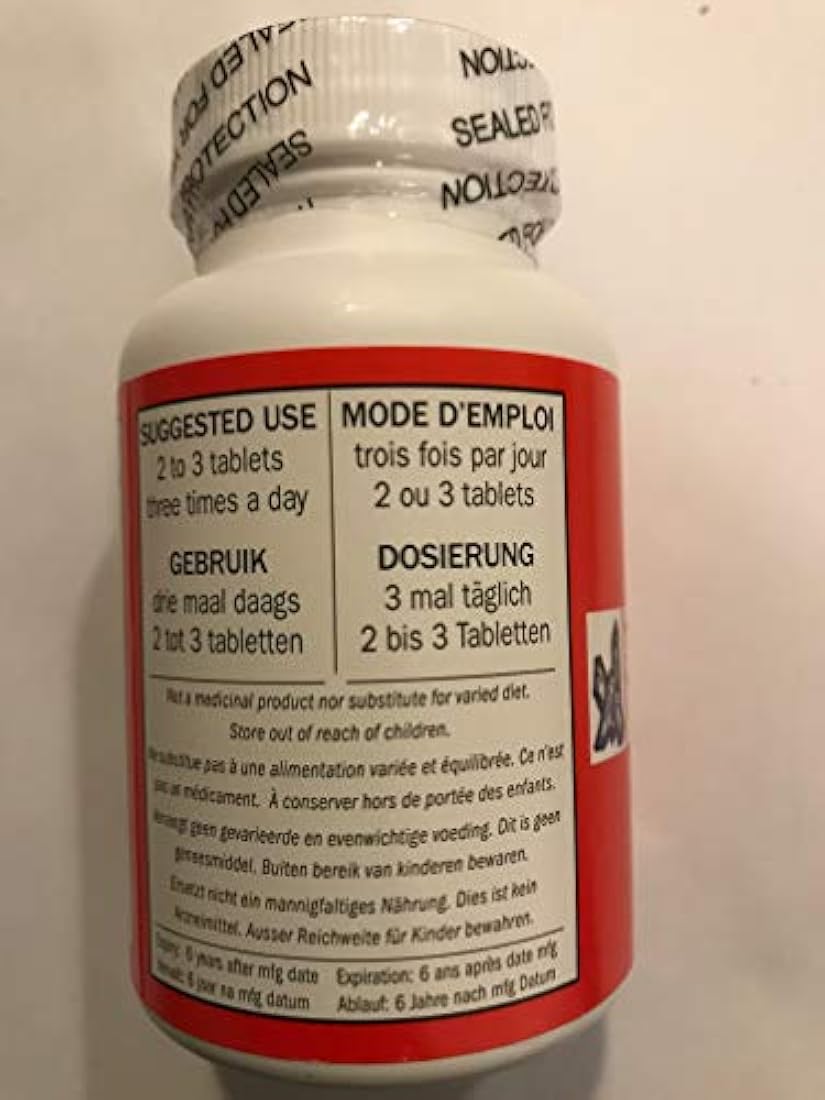 SEALED FOR
PROTECTION
SEALED
SEALED
PROTECTION
SUGGESTED USE
2 to 3 tablets
three times a day
MODE D'EMPLOI
trois fois par jour
2 ou 3 tablets
GEBRUIK
drie maal daags
2 tot 3 tabletten
DOSIERUNG
3 mal täglich
2 bis 3 Tabletten
Not a medicinal product nor substitute for varied diet.
Store out of reach of children.
Ne substitue pas à une alimentation variée et équilibrée. Ce n'est
pas un médicament. À conserver hors de portée des enfants.
geen gevarieerde en evenwichtige voeding. Dit is geen
geneesmiddel. Buiten bereik van kinderen bewaren.
Ersetzt nicht ein mannigfaltiges Nährung. Dies ist kein
Arzneimittel. Ausser Reichweite für Kinder bewahren.
Expiry: 6 years after mfg date
6 jaar na mfg datum
Expiration: 6 ans après date mfg
Ablauf: 6 Jahre nach mfg Datum